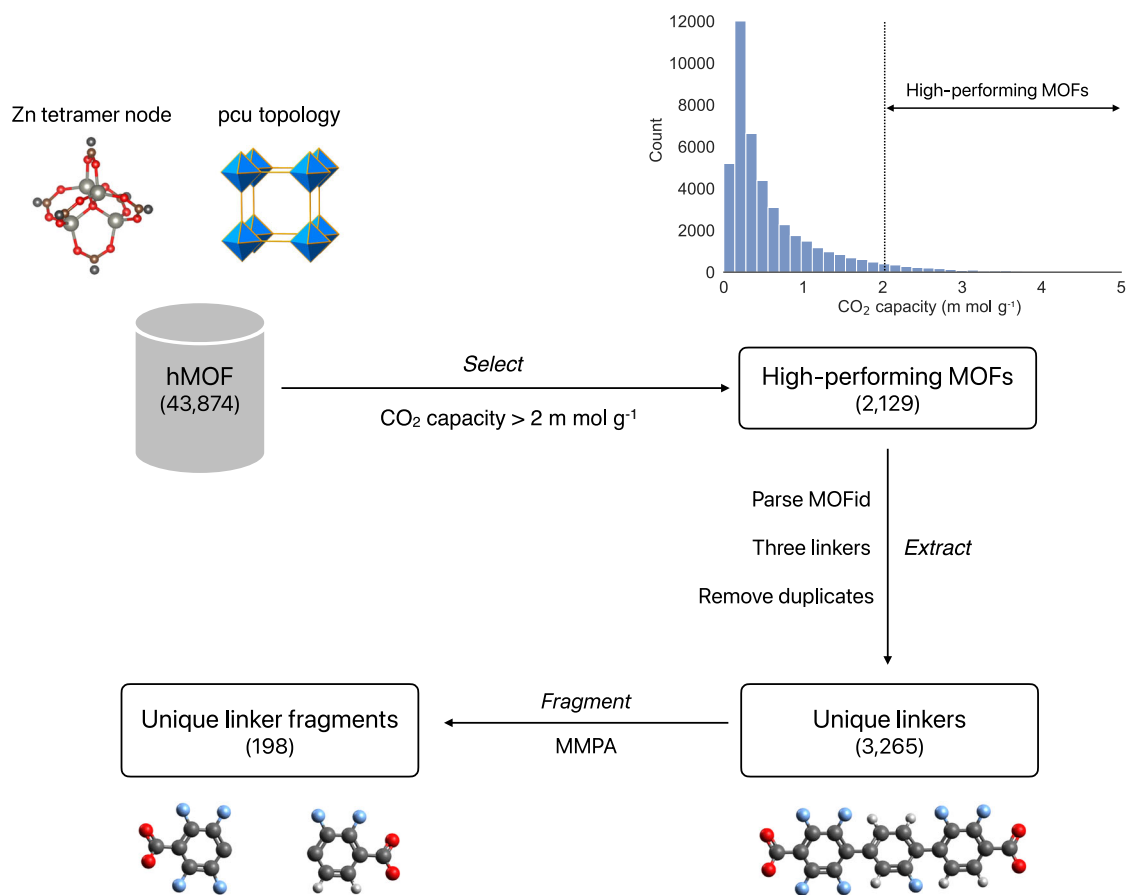 Zn tetramer node
pcu topology
12000
10000
8000
6000
4000
2000
0
Count
High-performing MOFs
0 1 2 3 4 5
CO₂ capacity (m mol g⁻¹)
hMOF
(43,874)
Select
CO₂ capacity > 2 m mol g⁻¹
High-performing MOFs
(2,129)
Parse MOFid
Three linkers
Extract
Remove duplicates
Unique linker fragments
(198)
Fragment
MMPA
Unique linkers
(3,265)